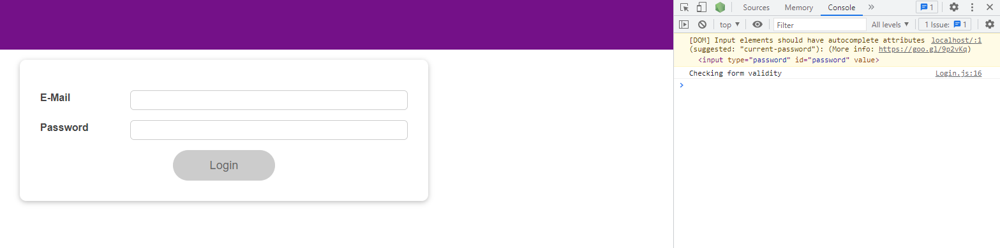 E-Mail
Password
Login
Sources Memory Console 1
top Filter All levels 1 Issue: 1
[DOM] Input elements should have autocomplete attributes localhost/:1
(suggested: "current-password"): (More info: https://goo.gl/9p2vKq)
<input type="password" id="password" value>
Checking form validity Login.js:16